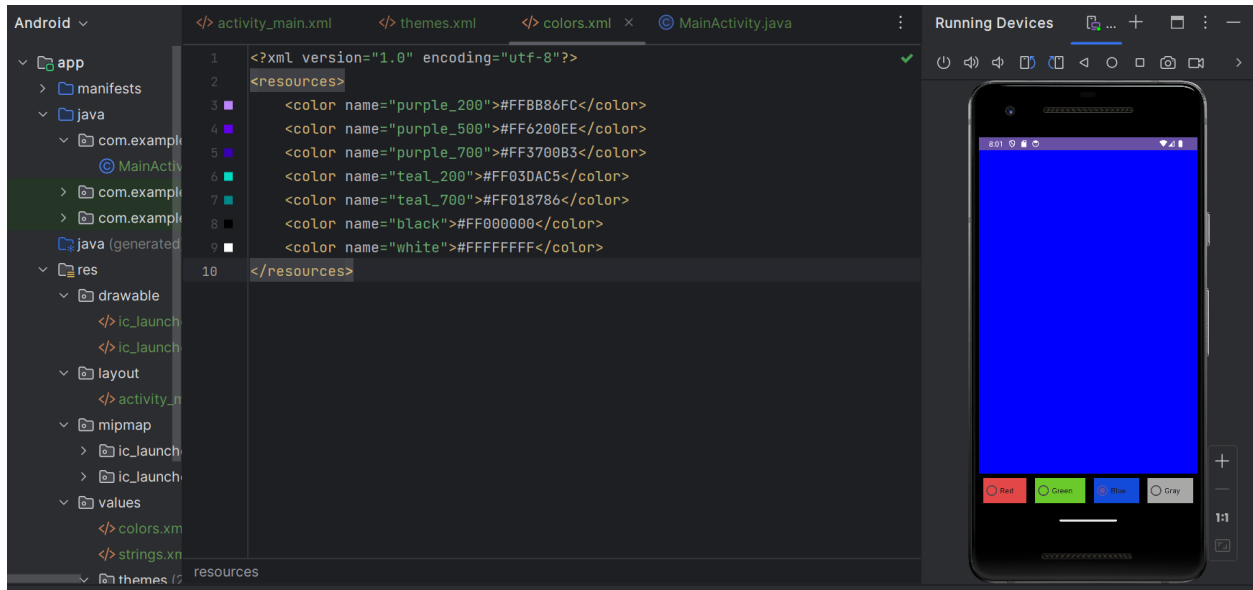 Android
activity_main.xml
themes.xml
colors.xml
MainActivity.java
Running Devices
...
app
manifests
java
com.example
MainActiv
com.example
com.example
java (generated
res
drawable
ic_launch
ic_launch
layout
activity_m
mipmap
ic_launch
ic_launch
values
colors.xm
strings.xm
themes (2
1 <?xml version="1.0" encoding="utf-8"?>
2 <resources>
3 <color name="purple_200">#FFBB86FC</color>
4 <color name="purple_500">#FF6200EE</color>
5 <color name="purple_700">#FF3700B3</color>
6 <color name="teal_200">#FF03DAC5</color>
7 <color name="teal_700">#FF018786</color>
8 <color name="black">#FF000000</color>
9 <color name="white">#FFFFFFFF</color>
10 </resources>
resources
8:01
Red Green Blue Gray
1:1